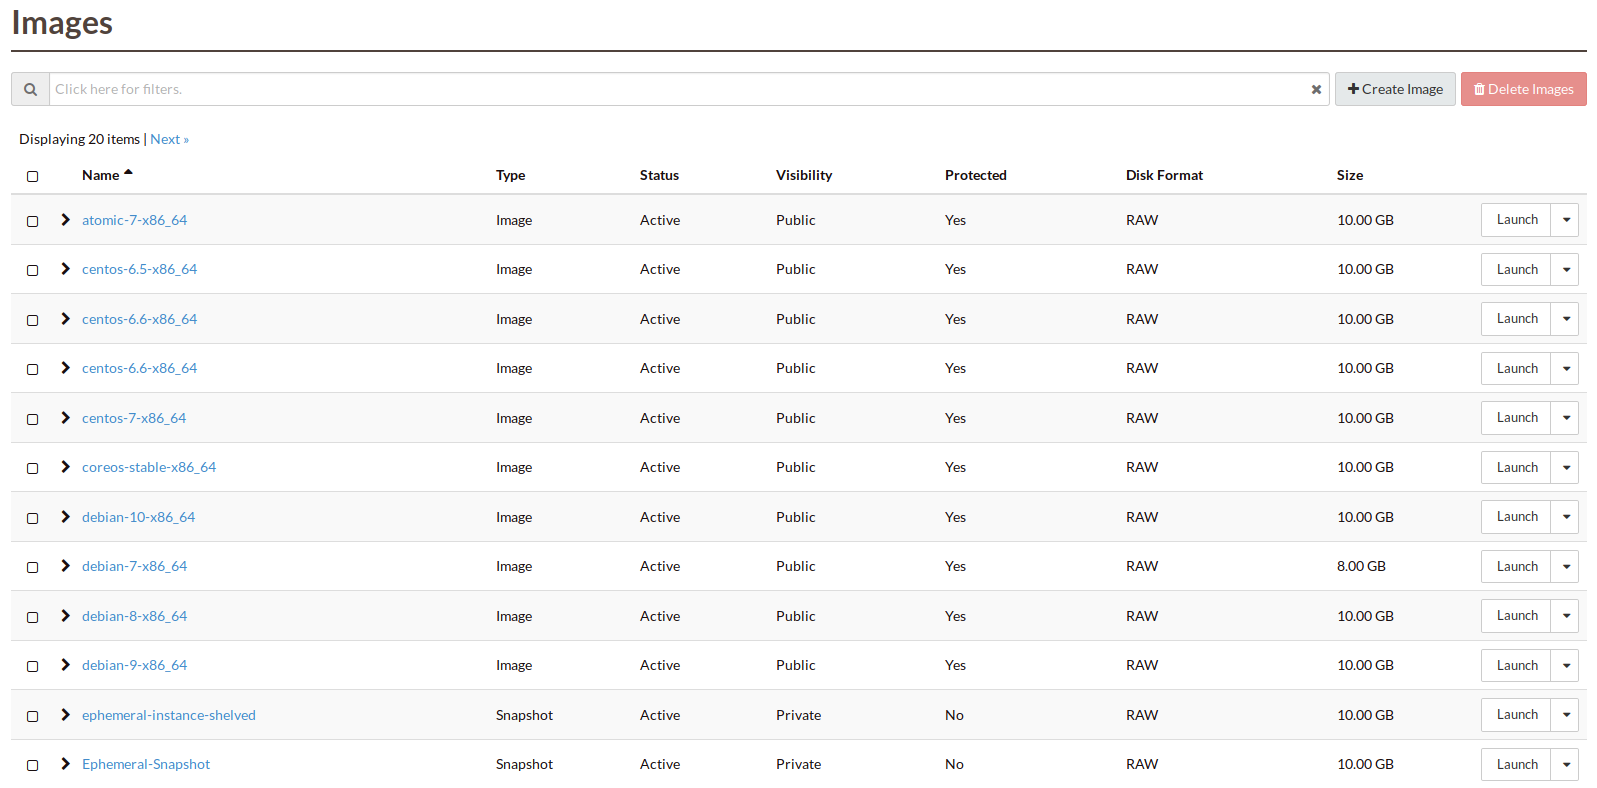 Images
Click here for filters. Create Image Delete Images
Displaying 20 items | Next »
Name Type Status Visibility Protected Disk Format Size
atomic-7-x86_64 Image Active Public Yes RAW 10.00 GB Launch
centos-6.5-x86_64 Image Active Public Yes RAW 10.00 GB Launch
centos-6.6-x86_64 Image Active Public Yes RAW 10.00 GB Launch
centos-6.6-x86_64 Image Active Public Yes RAW 10.00 GB Launch
centos-7-x86_64 Image Active Public Yes RAW 10.00 GB Launch
coreos-stable-x86_64 Image Active Public Yes RAW 10.00 GB Launch
debian-10-x86_64 Image Active Public Yes RAW 10.00 GB Launch
debian-7-x86_64 Image Active Public Yes RAW 8.00 GB Launch
debian-8-x86_64 Image Active Public Yes RAW 10.00 GB Launch
debian-9-x86_64 Image Active Public Yes RAW 10.00 GB Launch
ephemeral-instance-shelved Snapshot Active Private No RAW 10.00 GB Launch
Ephemeral-Snapshot Snapshot Active Private No RAW 10.00 GB Launch